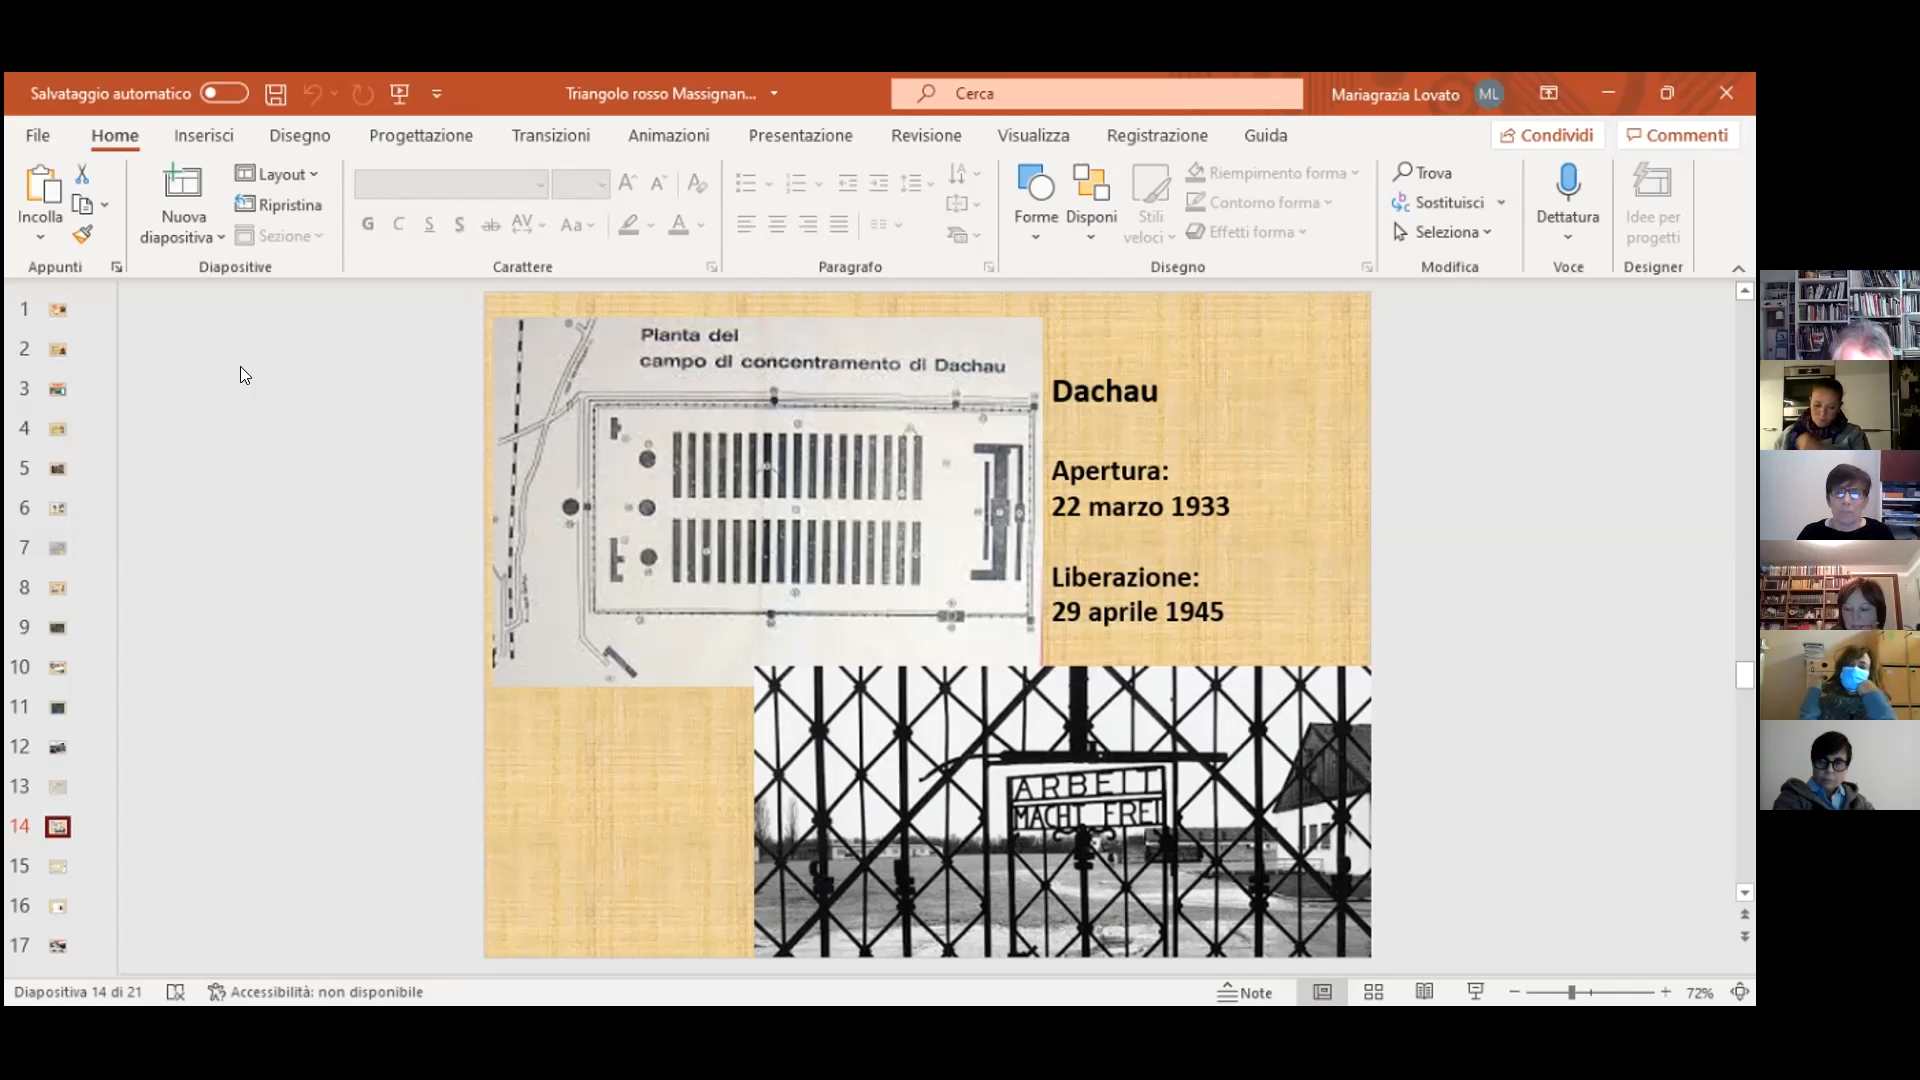 Salvataggio automatico
Triangolo rosso Massignan...
Cerca
Mariagrazia Lovato
ML
File
Home
Inserisci
Disegno
Progettazione
Transizioni
Animazioni
Presentazione
Revisione
Visualizza
Registrazione
Guida
Condividi
Commenti
Incolla
Nuova
diapositiva
Layout
Ripristina
Sezione
G C S S ab AV Aa A
Forme
Disponi
Stili
veloci
Riempimento forma
Contorno forma
Effetti forma
Trova
Sostituisci
Seleziona
Dettatura
Idee per
progetti
Appunti
Diapositive
Carattere
Paragrafo
Disegno
Modifica
Voce
Designer
1
2
3
4
5
6
7
8
9
10
11
12
13
14
15
16
17
Planta del
campo di concentramento di Dachau
Dachau
Apertura:
22 marzo 1933
Liberazione:
29 aprile 1945
ARBEIT
MACHT FREI
Diapositiva 14 di 21
Accessibilità: non disponibile
Note
72%